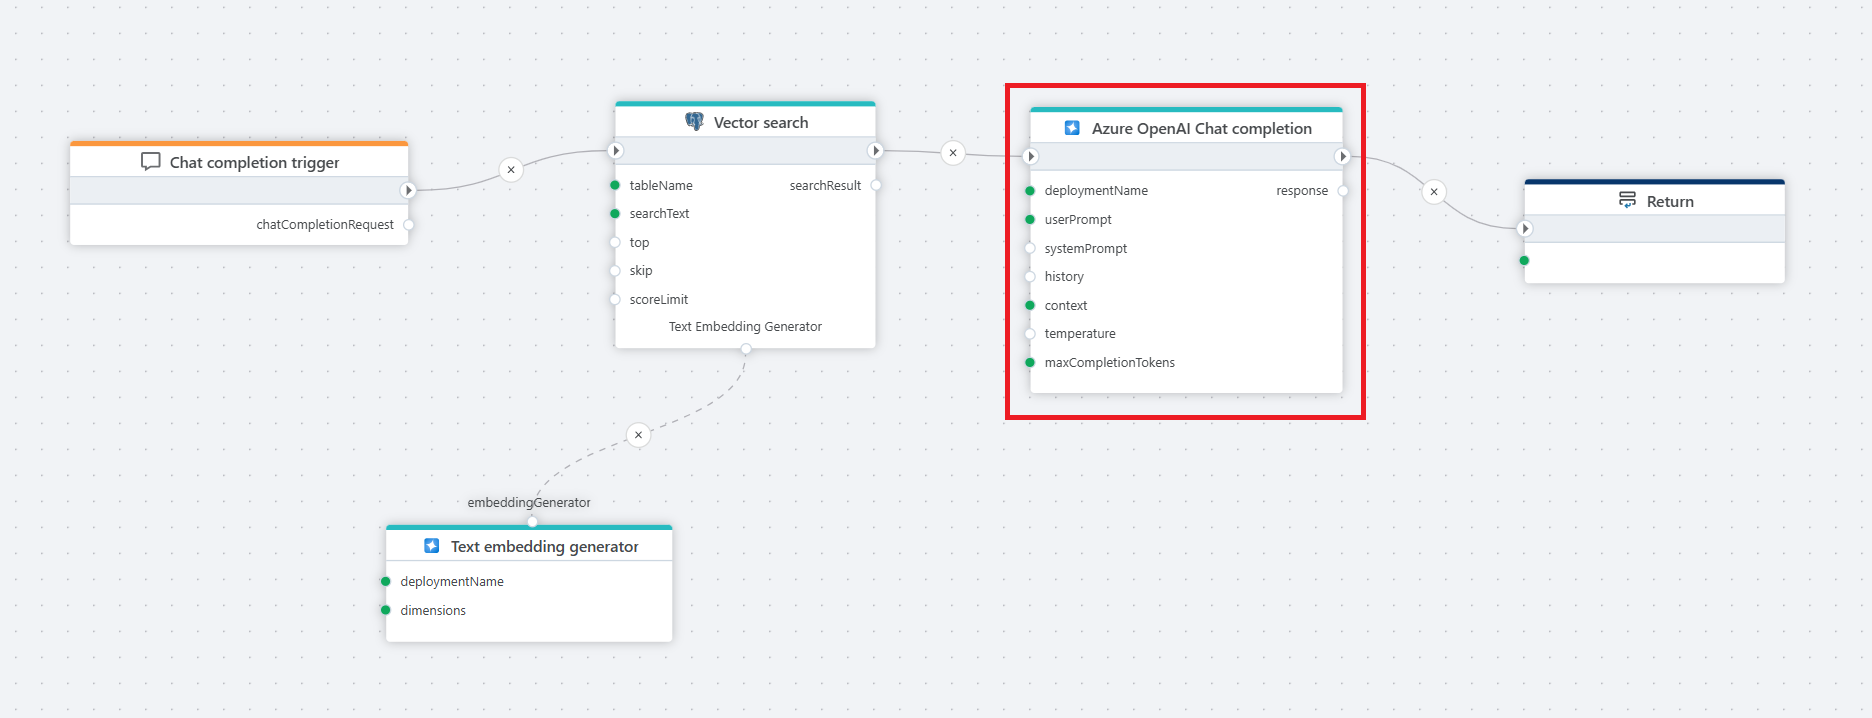 Chat completion trigger
chatCompletionRequest
Vector search
tableName
searchResult
searchText
top
skip
scoreLimit
Text Embedding Generator
embeddingGenerator
Text embedding generator
deploymentName
dimensions
Azure OpenAI Chat completion
deploymentName
response
userPrompt
systemPrompt
history
context
temperature
maxCompletionTokens
Return